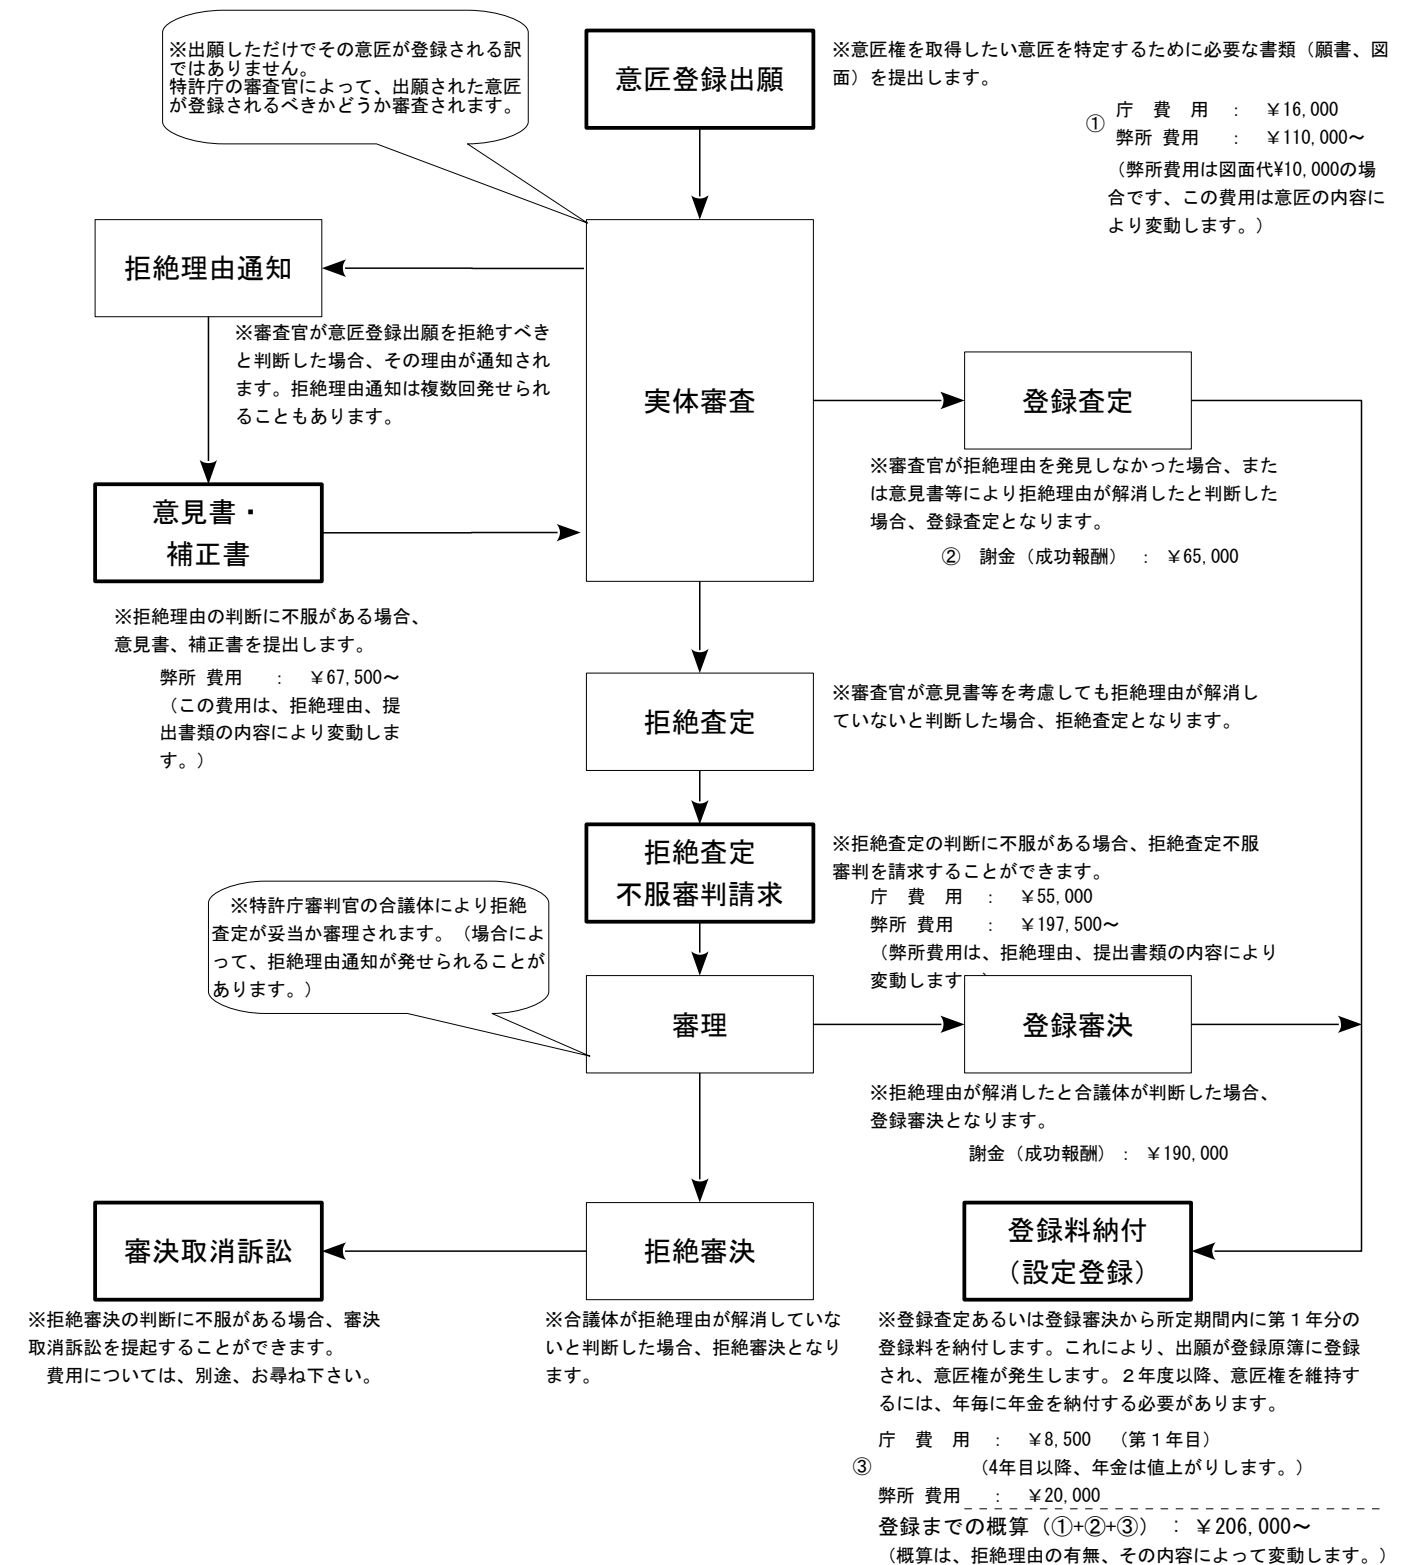 ※出願しただけでその意匠が登録される訳
ではありません。
特許庁の審査官によって、出願された意匠
が登録されるべきかどうか審査されます。
意匠登録出願
※意匠権を取得したい意匠を特定するために必要な書類（願書、図
面）を提出します。
① 庁 費 用 ： ￥16,000
弊所 費用 ： ￥110,000～
（弊所費用は図面代¥10,000の場
合です、この費用は意匠の内容に
より変動します。）
拒絶理由通知
※審査官が意匠登録出願を拒絶すべき
と判断した場合、その理由が通知され
ます。拒絶理由通知は複数回発せられ
ることもあります。
実体審査
登録査定
※審査官が拒絶理由を発見しなかった場合、また
は意見書等により拒絶理由が解消したと判断した
場合、登録査定となります。
② 謝金（成功報酬） ： ￥65,000
意見書・
補正書
※拒絶理由の判断に不服がある場合、
意見書、補正書を提出します。
弊所 費用 ： ￥67,500～
（この費用は、拒絶理由、提
出書類の内容により変動しま
す。）
拒絶査定
※審査官が意見書等を考慮しても拒絶理由が解消し
ていないと判断した場合、拒絶査定となります。
拒絶査定
不服審判請求
※拒絶査定の判断に不服がある場合、拒絶査定不服
審判を請求することができます。
庁 費 用 ： ￥55,000
弊所 費用 ： ￥197,500～
（弊所費用は、拒絶理由、提出書類の内容により
変動します
※特許庁審判官の合議体により拒絶
査定が妥当か審理されます。（場合によ
って、拒絶理由通知が発せられることが
あります。）
審理
登録審決
※拒絶理由が解消したと合議体が判断した場合、
登録審決となります。
謝金（成功報酬）： ￥190,000
審決取消訴訟
※拒絶審決の判断に不服がある場合、審決
取消訴訟を提起することができます。
費用については、別途、お尋ね下さい。
拒絶審決
※合議体が拒絶理由が解消していな
いと判断した場合、拒絶審決となり
ます。
登録料納付
（設定登録）
※登録査定あるいは登録審決から所定期間内に第１年分の
登録料を納付します。これにより、出願が登録原簿に登録
され、意匠権が発生します。２年度以降、意匠権を維持す
るには、年毎に年金を納付する必要があります。
庁 費 用 ： ￥8,500 （第１年目）
③ （4年目以降、年金は値上がりします。）
弊所 費用 ： ￥20,000
登録までの概算（①+②+③） ： ￥206,000～
（概算は、拒絶理由の有無、その内容によって変動します。）